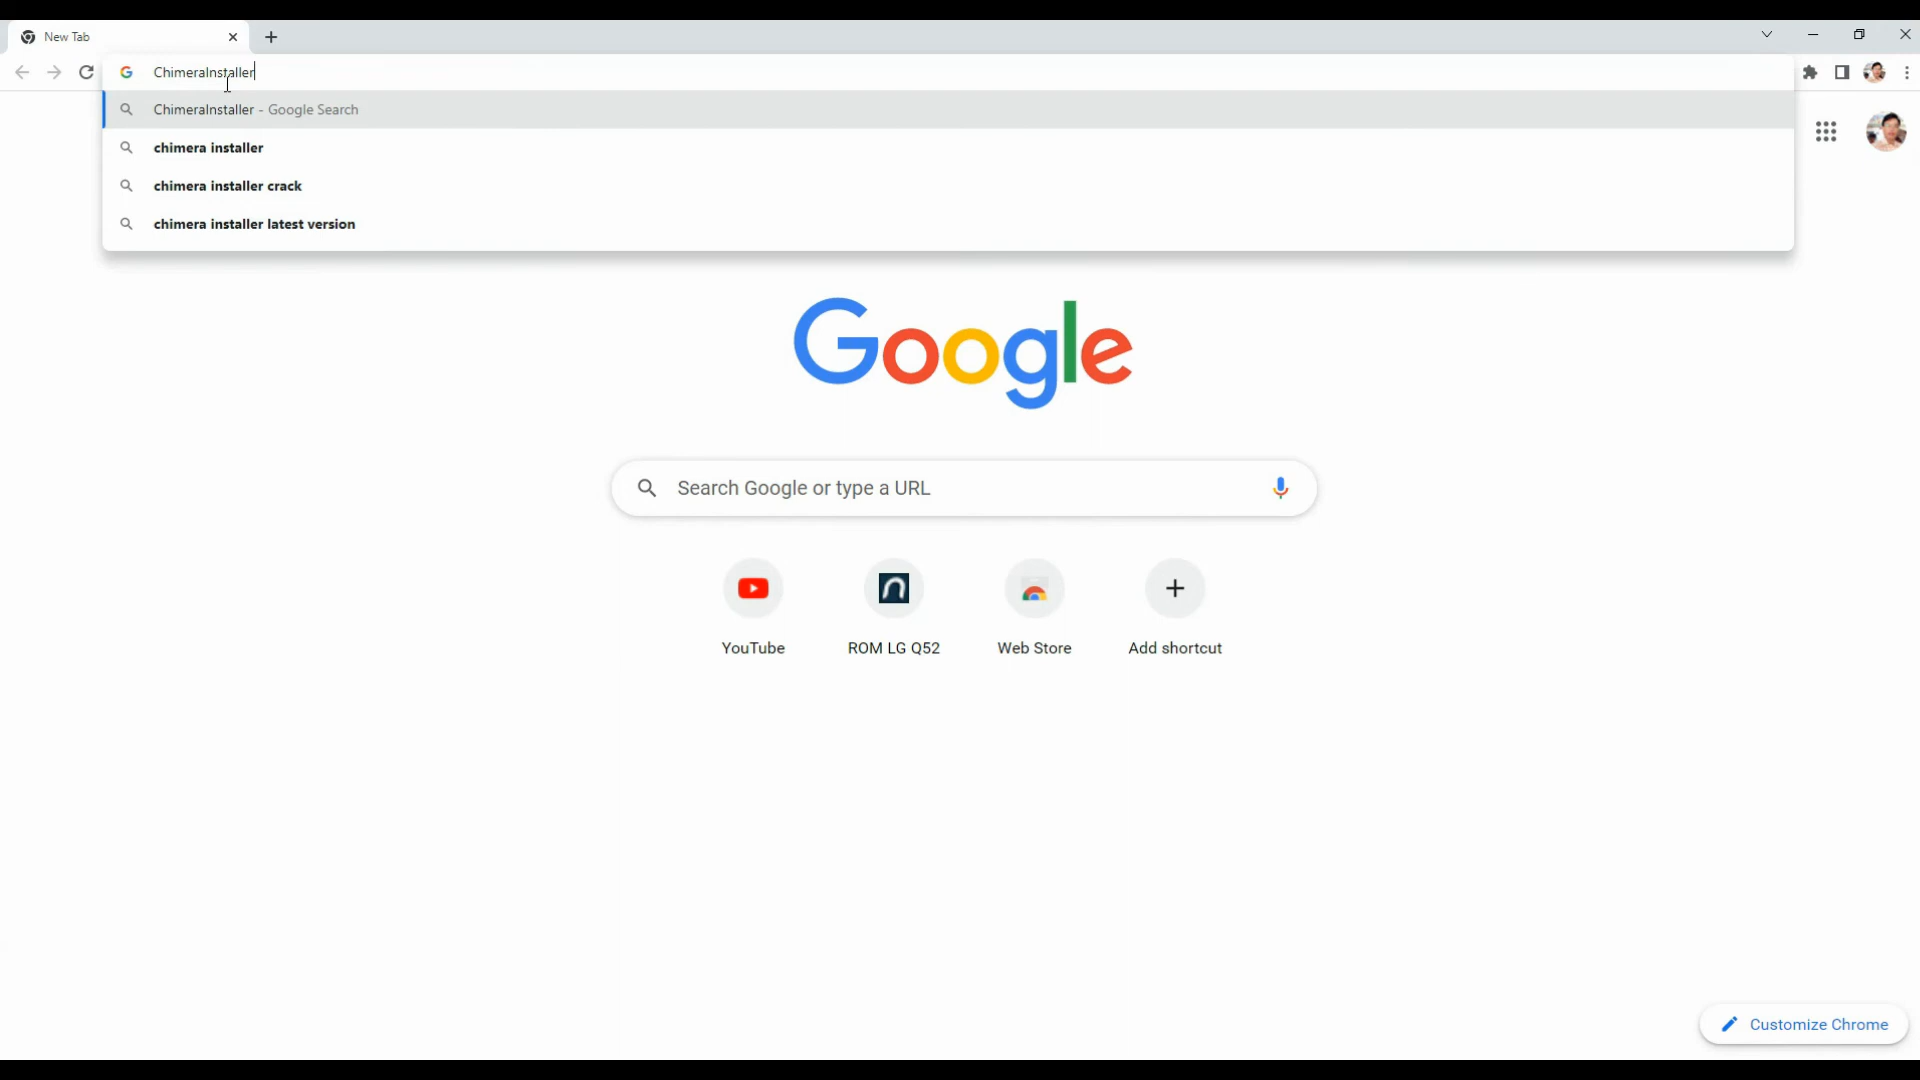 New Tab
ChimeraInstaller
ChimeraInstaller - Google Search
chimera installer
chimera installer crack
chimera installer latest version
Google
Search Google or type a URL
YouTube
ROM LG Q52
Web Store
Add shortcut
Customize Chrome